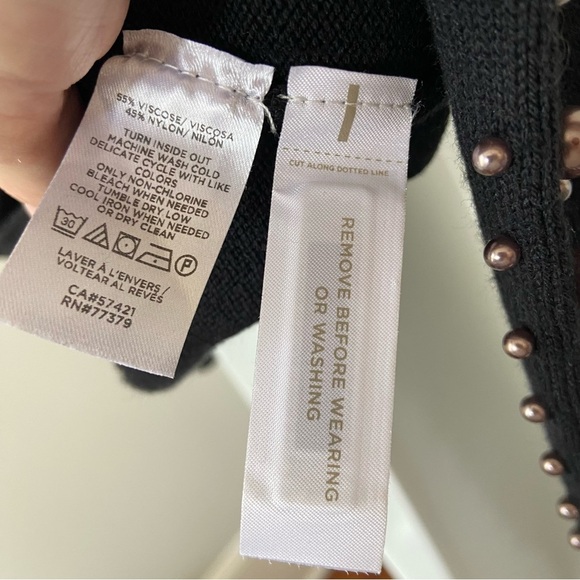 55% VISCOSE/ VISCOSA
45% NYLON/ NILON
TURN INSIDE OUT
MACHINE WASH COLD
DELICATE CYCLE WITH LIKE
COLORS
ONLY NON-CHLORINE
BLEACH WHEN NEEDED
TUMBLE DRY LOW
COOL IRON WHEN NEEDED
OR DRY CLEAN
30
P
LAVER À L'ENVERS/
VOLTEAR AL REVÉS
CA#57421
RN#77379
CUT ALONG DOTTED LINE
REMOVE BEFORE WEARING
OR WASHING